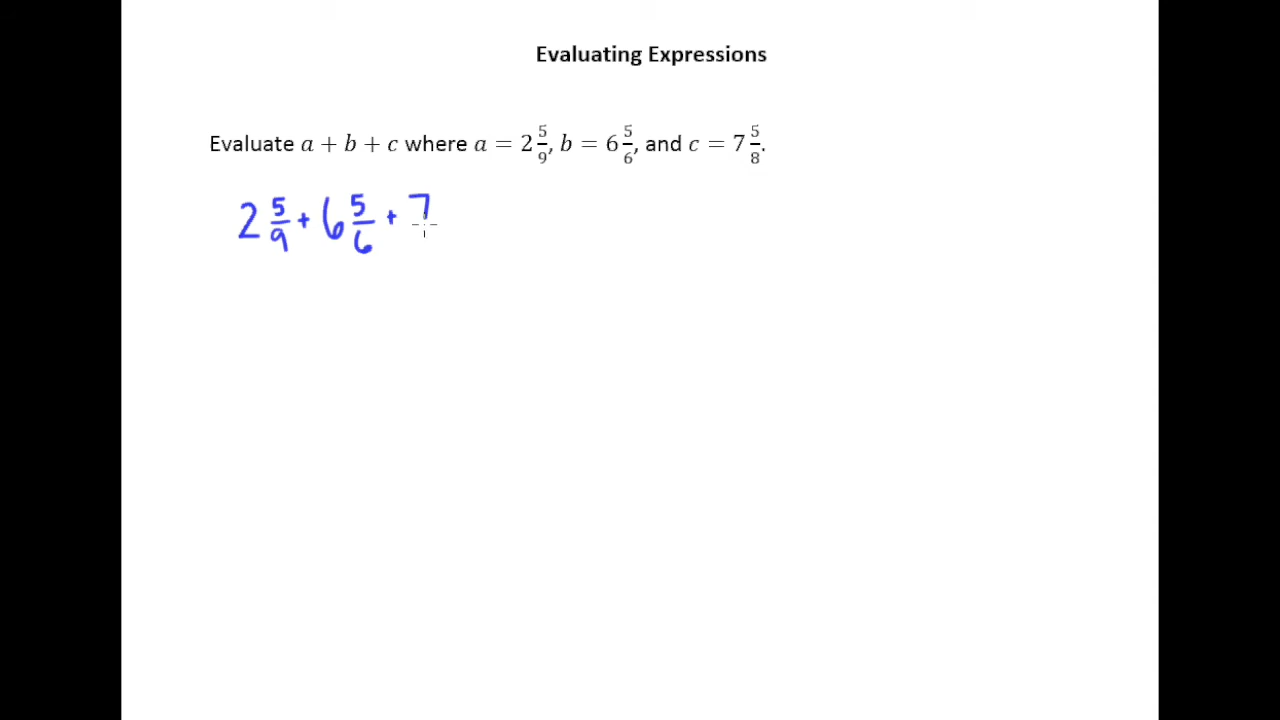 Evaluating Expressions
Evaluate a + b + c where a = 2 5/9, b = 6 5/6, and c = 7 5/8.
2 5/9 + 6 5/6 + 7